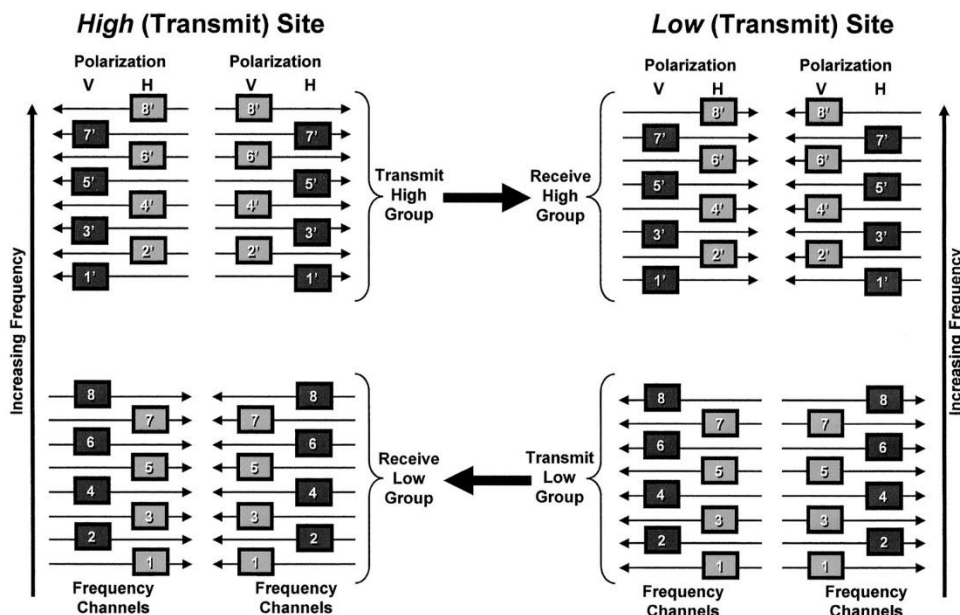 High (Transmit) Site
Polarization Polarization
V H V H
8' 8'
7' 7'
6' 6'
5' 5'
4' 4'
3' 3'
2' 2'
1' 1'
Transmit
High
Group
Increasing Frequency
8 8
7 7
6 6
5 5
4 4
3 3
2 2
1 1
Receive
Low
Group
Frequency Frequency
Channels Channels
Low (Transmit) Site
Polarization Polarization
V H V H
8' 8'
7' 7'
6' 6'
5' 5'
4' 4'
3' 3'
2' 2'
1' 1'
Receive
High
Group
Increasing Frequency
8 8
7 7
6 6
5 5
4 4
3 3
2 2
1 1
Transmit
Low
Group
Frequency Frequency
Channels Channels